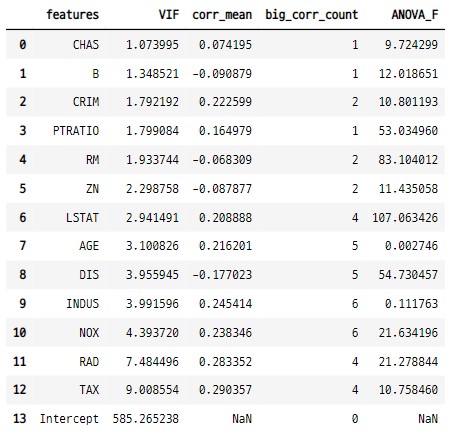 features VIF corr_mean big_corr_count ANOVA_F
0 CHAS 1.073995 0.074195 1 9.724299
1 B 1.348521 -0.090879 1 12.018651
2 CRIM 1.792192 0.222599 2 10.801193
3 PTRATIO 1.799084 0.164979 1 53.034960
4 RM 1.933744 -0.068309 2 83.104012
5 ZN 2.298758 -0.087877 2 11.435058
6 LSTAT 2.941491 0.208888 4 107.063426
7 AGE 3.100826 0.216201 5 0.002746
8 DIS 3.955945 -0.177023 5 54.730457
9 INDUS 3.991596 0.245414 6 0.111763
10 NOX 4.393720 0.238346 6 21.634196
11 RAD 7.484496 0.283352 4 21.278844
12 TAX 9.008554 0.290357 4 10.758460
13 Intercept 585.265238 NaN 0 NaN